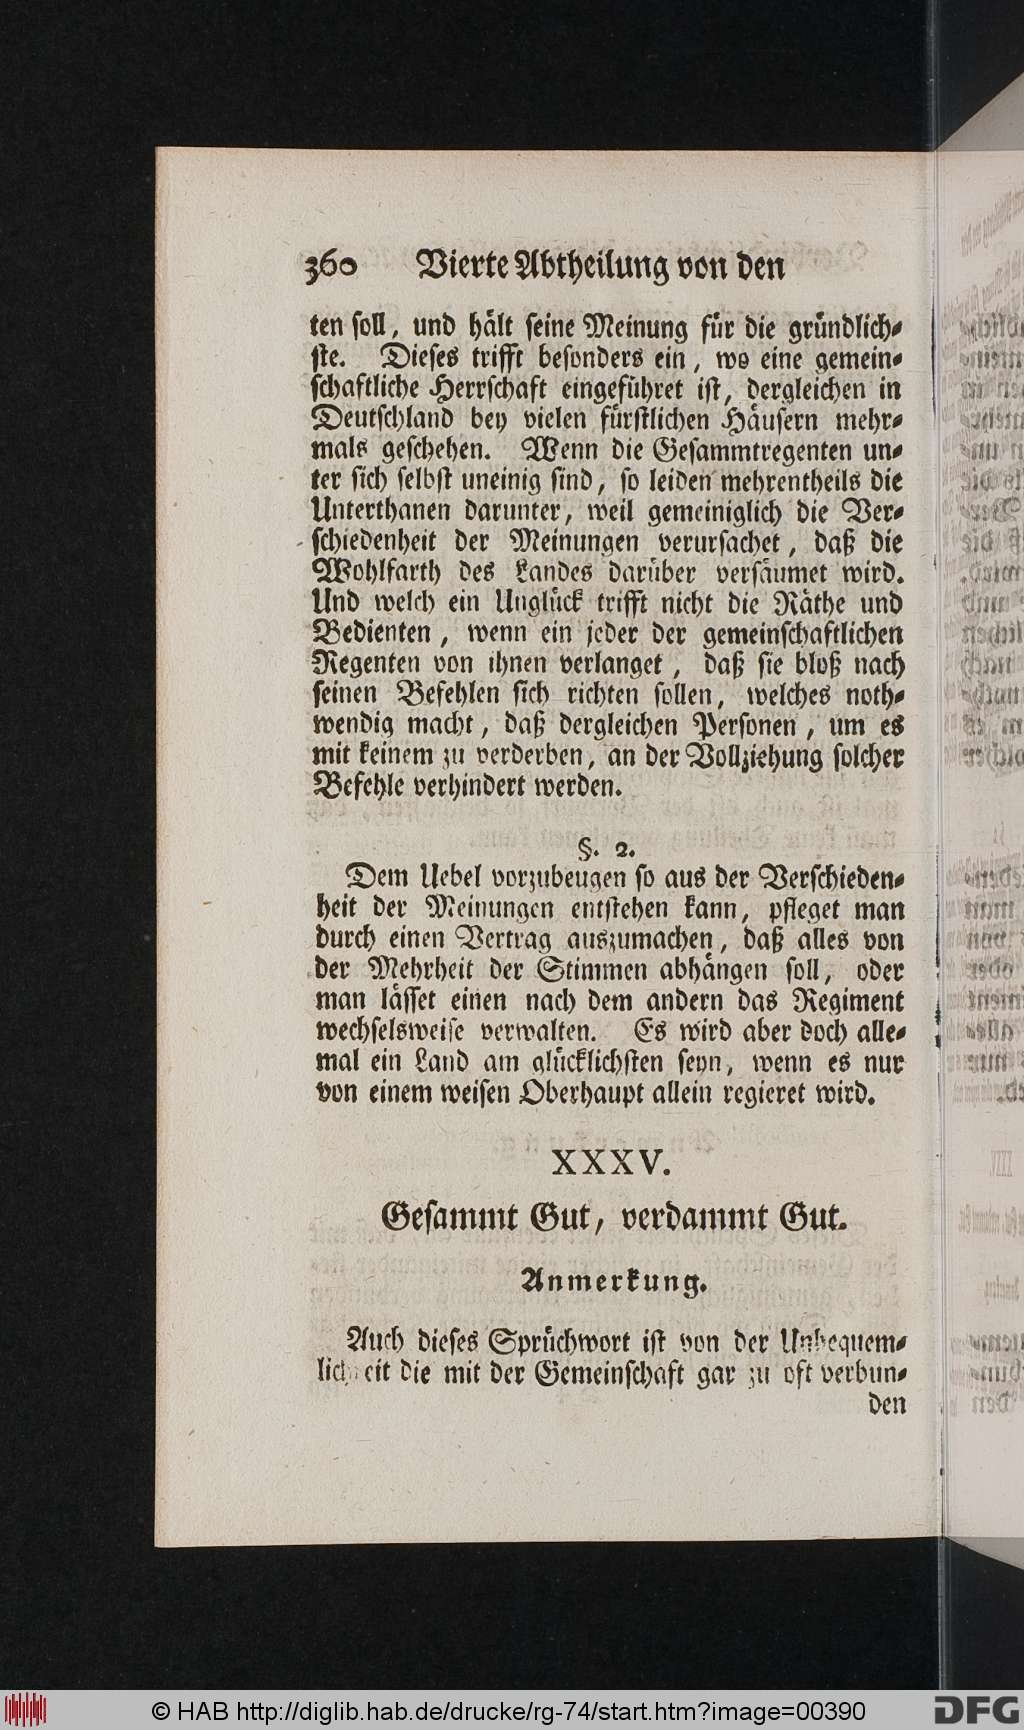 360 Vierte Abtheilung von den
ten soll, und hält seine Meinung für die gründlich-
ste. Dieses trifft besonders ein, wo eine gemein-
schaftliche Herrschaft eingeführet ist, dergleichen in
Deutschland bey vielen fürstlichen Häusern mehr-
mals geschehen. Wenn die Gesammtregenten un-
ter sich selbst uneinig sind, so leiden mehrentheils die
Unterthanen darunter, weil gemeiniglich die Ver-
schiedenheit der Meinungen verursachet, daß die
Wohlfarth des Landes darüber versäumet wird.
Und welch ein Unglück trifft nicht die Räthe und
Bedienten, wenn ein jeder der gemeinschaftlichen
Regenten von ihnen verlanget, daß sie bloß nach
seinen Befehlen sich richten sollen, welches noth-
wendig macht, daß dergleichen Personen, um es
mit keinem zu verderben, an der Vollziehung solcher
Befehle verhindert werden.
§. 2.
Dem Uebel vorzubeugen so aus der Verschieden-
heit der Meinungen entstehen kann, pfleget man
durch einen Vertrag auszumachen, daß alles von
der Mehrheit der Stimmen abhängen soll, oder
man lässet einen nach dem andern das Regiment
wechselsweise verwalten. Es wird aber doch alle-
mal ein Land am glücklichsten seyn, wenn es nur
von einem weisen Oberhaupt allein regieret wird.
XXXV.
Gesammt Gut, verdammt Gut.
Anmerkung.
Auch dieses Sprüchwort ist von der Unbequem-
lichkeit die mit der Gemeinschaft gar zu oft verbun-
den
© HAB http://diglib.hab.de/drucke/rg-74/start.htm?image=00390
DFG